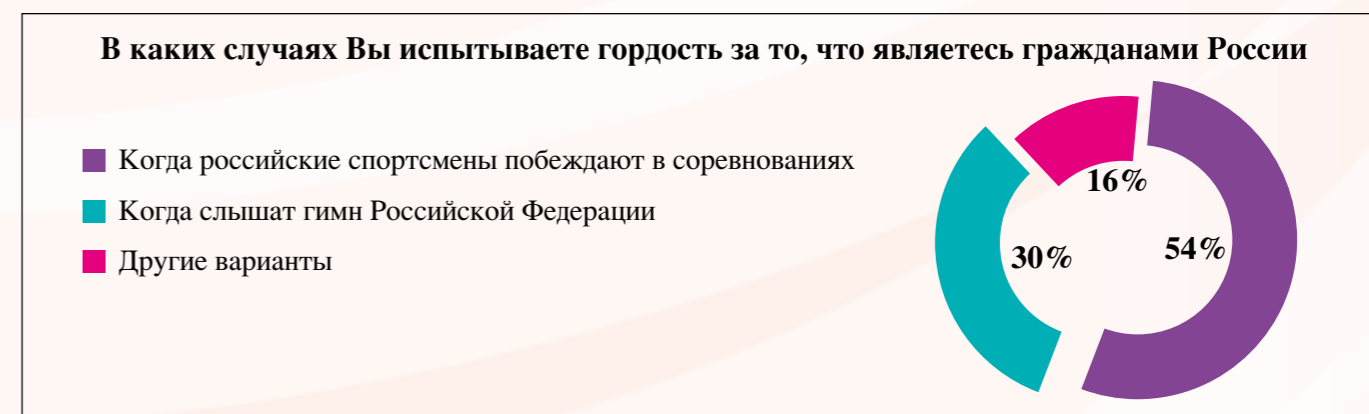 В каких случаях Вы испытываете гордость за то, что являетесь гражданами России
Когда российские спортсмены побеждают в соревнованиях
Когда слышат гимн Российской Федерации
Другие варианты
16%
30%
54%